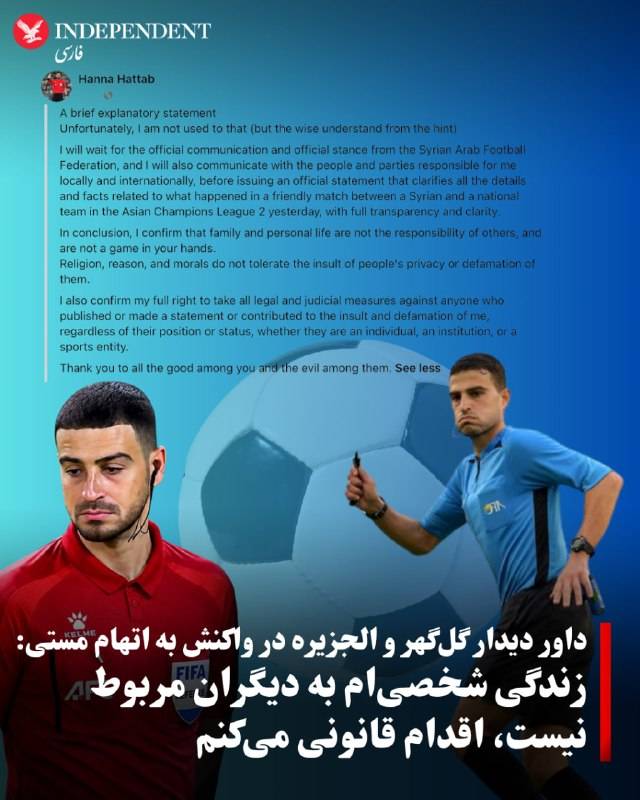 INDEPENDENT
فارسی
Hanna Hattab
A brief explanatory statement
Unfortunately, I am not used to that (but the wise understand from the hint)
I will wait for the official communication and official stance from the Syrian Arab Football
Federation, and I will also communicate with the people and parties responsible for me
locally and internationally, before issuing an official statement that clarifies all the details
and facts related to what happened in a friendly match between a Syrian and a national
team in the Asian Champions League 2 yesterday, with full transparency and clarity.
In conclusion, I confirm that family and personal life are not the responsibility of others, and
are not a game in your hands.
Religion, reason, and morals do not tolerate the insult of people's privacy or defamation of
them.
I also confirm my full right to take all legal and judicial measures against anyone who
published or made a statement or contributed to the insult and defamation of me,
regardless of their position or status, whether they are an individual, an institution, or a
sports entity.
Thank you to all the good among you and the evil among them. See less
KELME
FIFA
داور دیدار گل‌گهر و الجزیره در واکنش به اتهام مستی:
زندگی شخصی‌ام به دیگران مربوط
نیست، اقدام قانونی می‌کنم